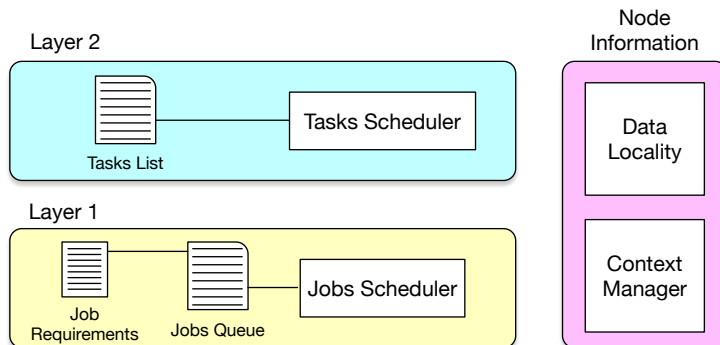 Layer 2
Tasks List
Tasks Scheduler
Layer 1
Job
Requirements
Jobs Queue
Jobs Scheduler
Node
Information
Data
Locality
Context
Manager